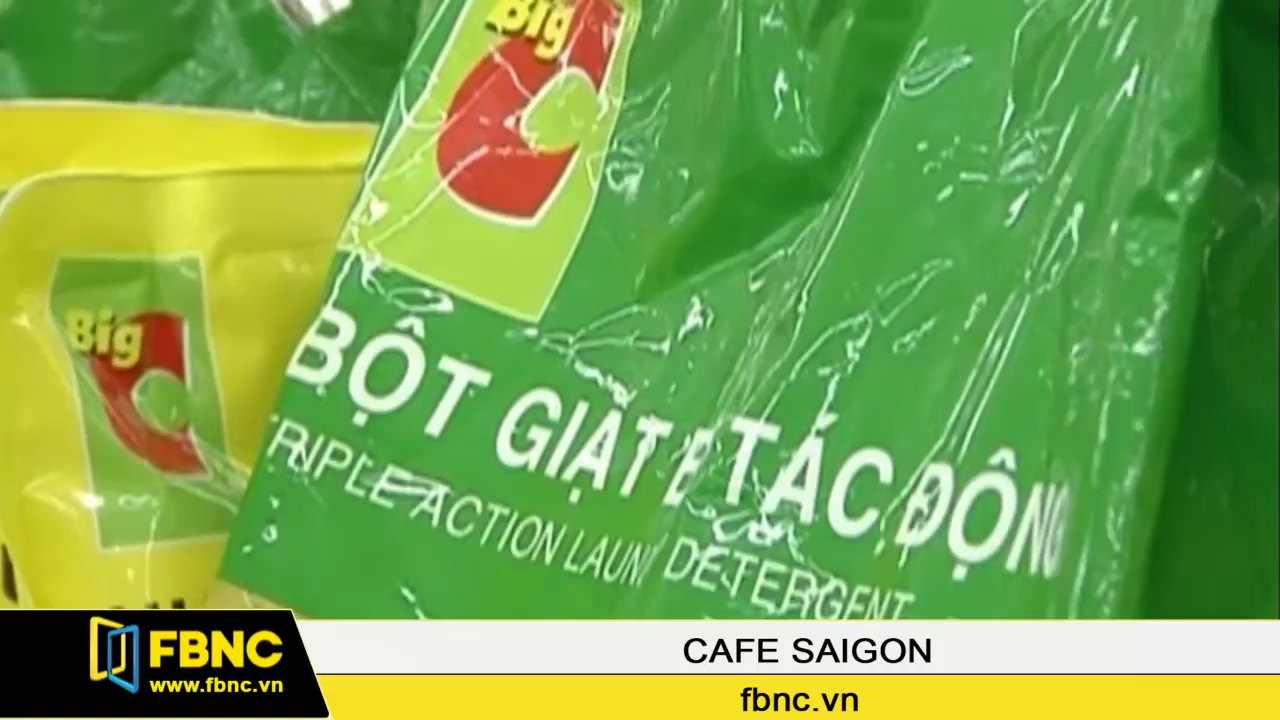 Big
C
Big
C
BỘT GIẶT
TÁC ĐỘNG
TRIPLE ACTION
DETERGENT
FBNC
www.fbnc.vn
CAFE SAIGON
fbnc.vn